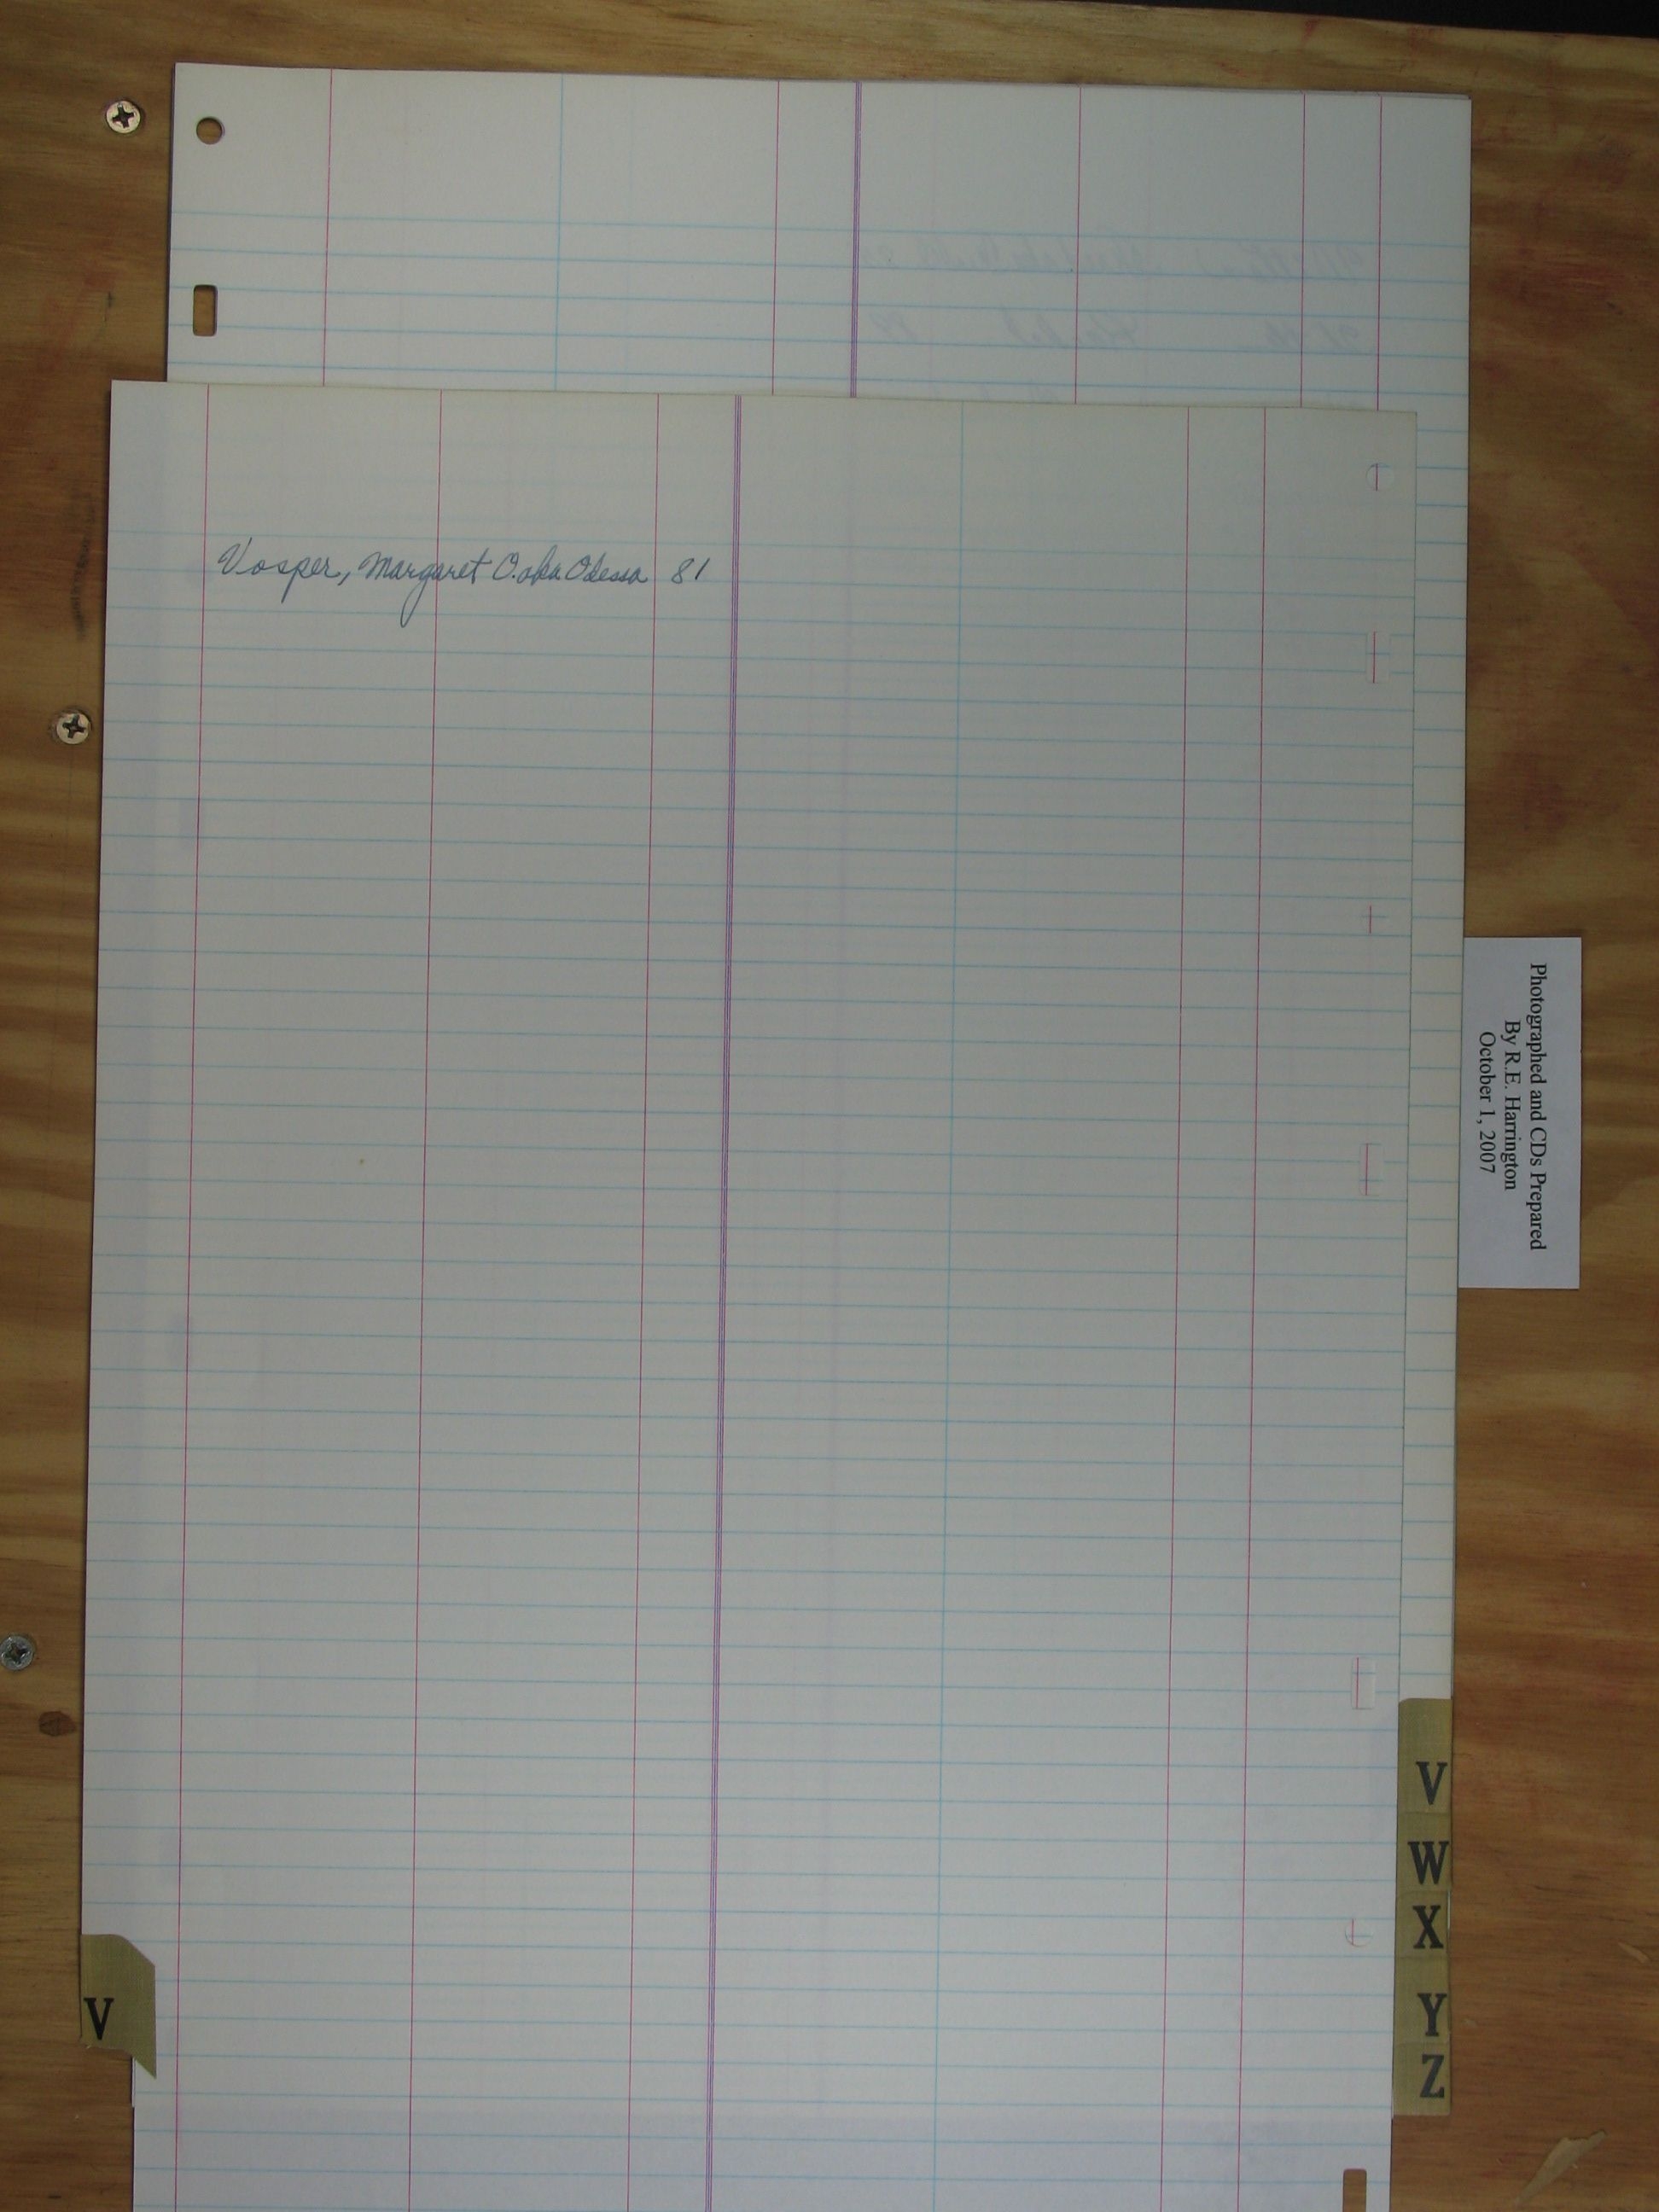 Vosper, Margaret O. aka Odessa 81
Photographed and CDs Prepared
By R.E. Harrington
October 1, 2007
V
W
X
Y
Z
V